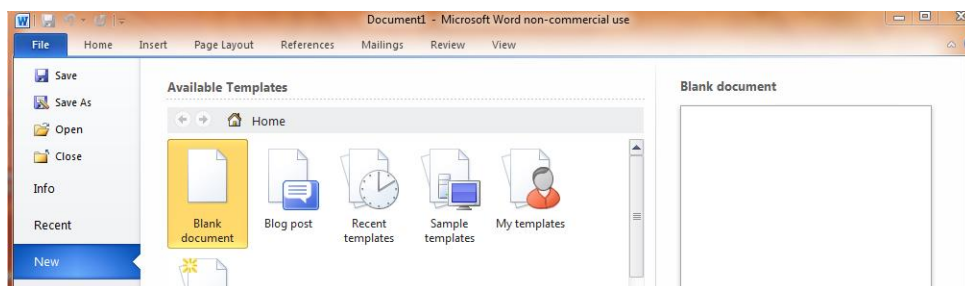 W Document1 - Microsoft Word non-commercial use
File Home Insert Page Layout References Mailings Review View
Save
Save As
Open
Close
Info
Recent
New
Available Templates
Home
Blank document
Blog post
Recent templates
Sample templates
My templates
Blank document